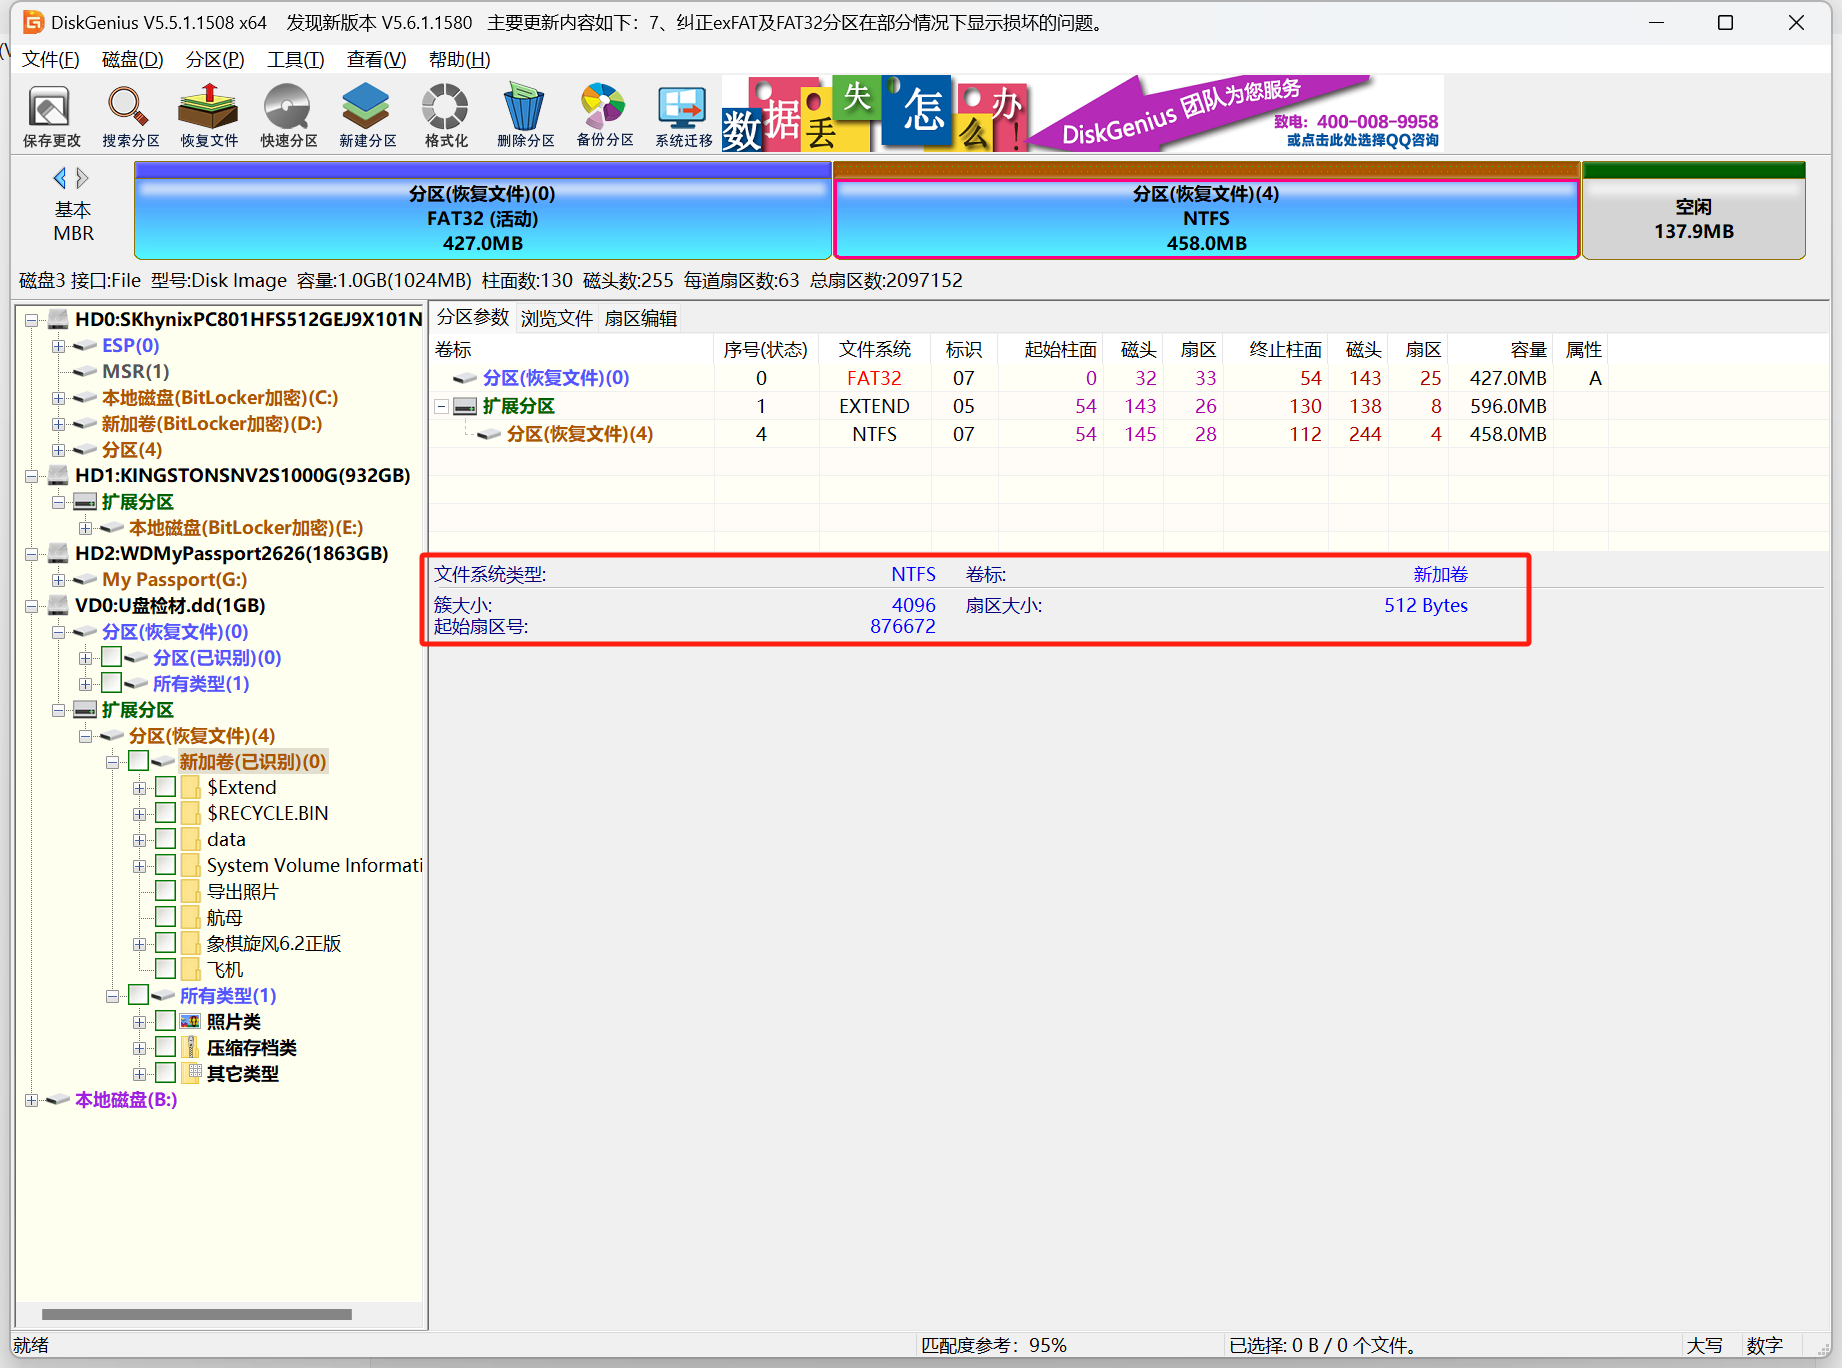 DiskGenius V5.5.1.1508 x64 发现新版本 V5.6.1.1580 主要更新内容如下：7、纠正exFAT及FAT32分区在部分情况下显示损坏的问题。
文件(F) 磁盘(D) 分区(P) 工具(T) 查看(V) 帮助(H)
保存更改 搜索分区 恢复文件 快速分区 新建分区 格式化 删除分区 备份分区 系统迁移
数据丢失怎么办!
DiskGenius 团队为您服务
致电：400-008-9958
或点击此处选择QQ咨询
基本
MBR
分区(恢复文件)(0)
FAT32 (活动)
427.0MB
分区(恢复文件)(4)
NTFS
458.0MB
空闲
137.9MB
磁盘3 接口:File 型号:Disk Image 容量:1.0GB(1024MB) 柱面数:130 磁头数:255 每道扇区数:63 总扇区数:2097152
HD0:SKhynixPC801HFS512GEJ9X101N
ESP(0)
MSR(1)
本地磁盘(BitLocker加密)(C:)
新加卷(BitLocker加密)(D:)
分区(4)
HD1:KINGSTONSNV2S1000G(932GB)
扩展分区
本地磁盘(BitLocker加密)(E:)
HD2:WDMyPassport2626(1863GB)
My Passport(G:)
VD0:U盘检材.dd(1GB)
分区(恢复文件)(0)
分区(已识别)(0)
所有类型(1)
扩展分区
分区(恢复文件)(4)
新加卷(已识别)(0)
$Extend
$RECYCLE.BIN
data
System Volume Informati
导出照片
航母
象棋旋风6.2正版
飞机
所有类型(1)
照片类
压缩存档类
其它类型
本地磁盘(B:)
分区参数 浏览文件 扇区编辑
卷标 序号(状态) 文件系统 标识 起始柱面 磁头 扇区 终止柱面 磁头 扇区 容量 属性
分区(恢复文件)(0) 0 FAT32 07 0 32 33 54 143 25 427.0MB A
扩展分区 1 EXTEND 05 54 143 26 130 138 8 596.0MB
分区(恢复文件)(4) 4 NTFS 07 54 145 28 112 244 4 458.0MB
文件系统类型: NTFS 卷标: 新加卷
簇大小: 4096 扇区大小: 512 Bytes
起始扇区号: 876672
就绪 匹配度参考：95% 已选择: 0 B / 0 个文件。 大写 数字